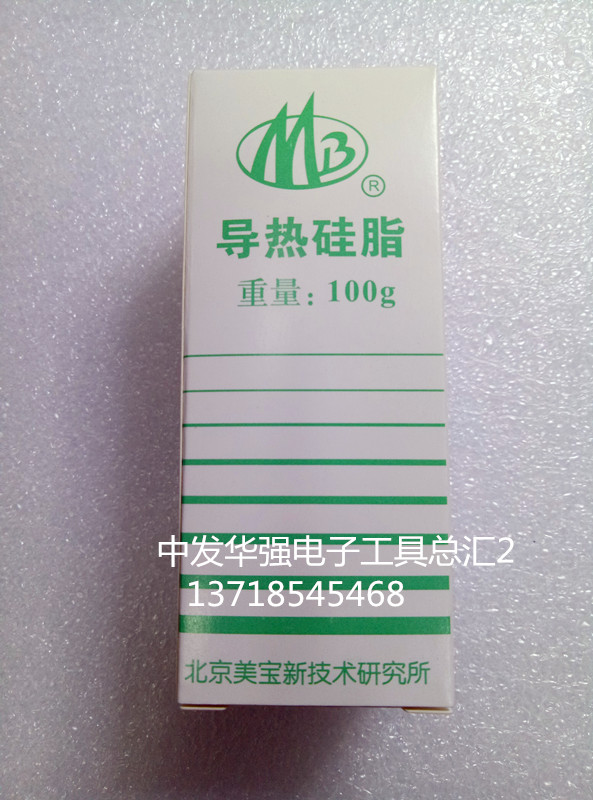 MB
®
导热硅脂
重量：100g
中发华强电子工具总汇2
13718545468
北京美宝新技术研究所